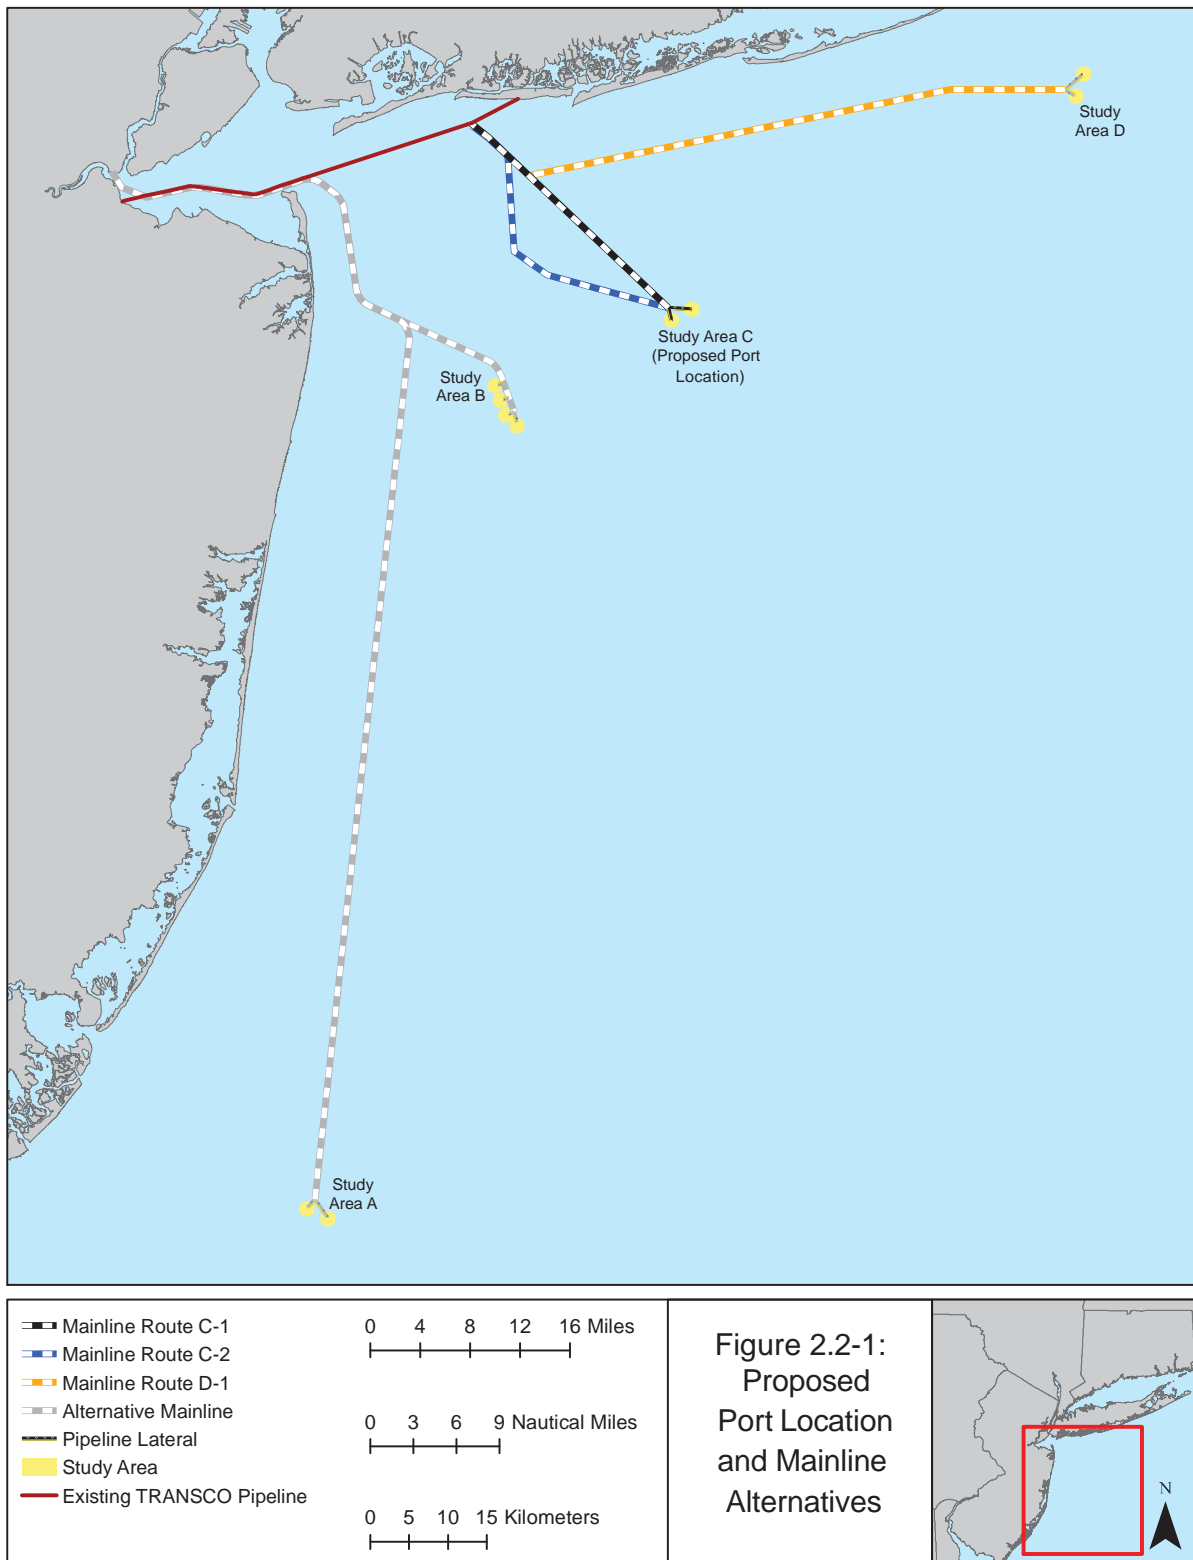 Study
Area D
Study Area C
(Proposed Port
Location)
Study
Area B
Study
Area A
Mainline Route C-1
Mainline Route C-2
Mainline Route D-1
Alternative Mainline
Pipeline Lateral
Study Area
Existing TRANSCO Pipeline
0 4 8 12 16 Miles
0 3 6 9 Nautical Miles
0 5 10 15 Kilometers
Figure 2.2-1:
Proposed
Port Location
and Mainline
Alternatives
N